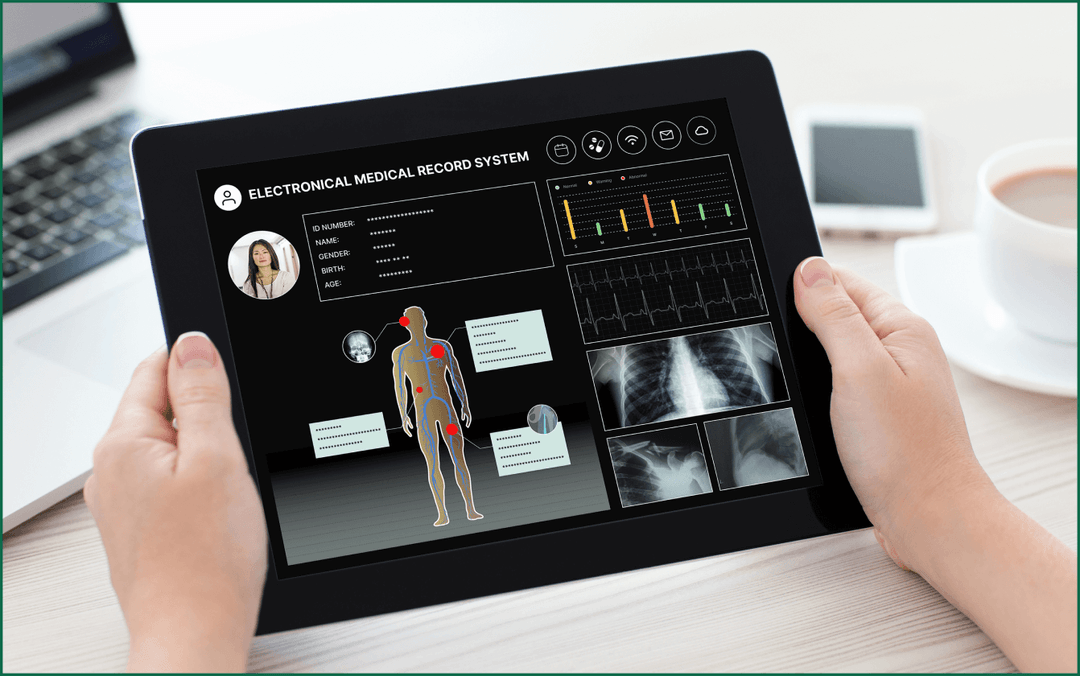 ELECTRONICAL MEDICAL RECORD SYSTEM
ID NUMBER: ******************
NAME: *******
GENDER: ******
BIRTH: **** ** **
AGE: *********
Normal Warning Abnormal
S M T W T F S